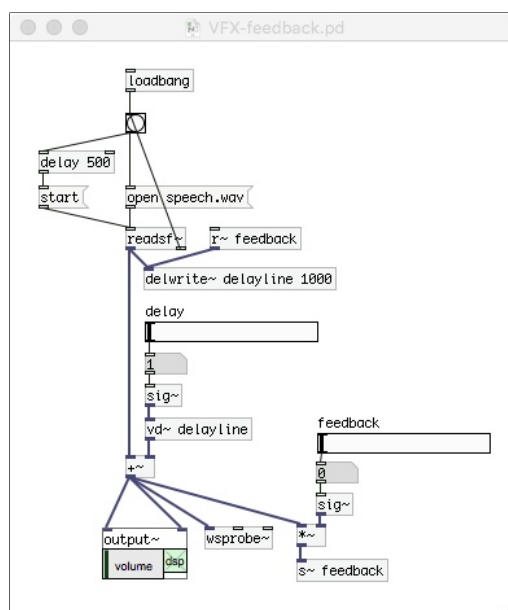 VFX-feedback.pd
loadbang
delay 500
start
open speech.wav
readsf~
r~ feedback
delwrite~ delayline 1000
delay
1
sig~
vd~ delayline
feedback
0
+~
sig~
output~
wsprobe~
*~
volume
dsp
s~ feedback